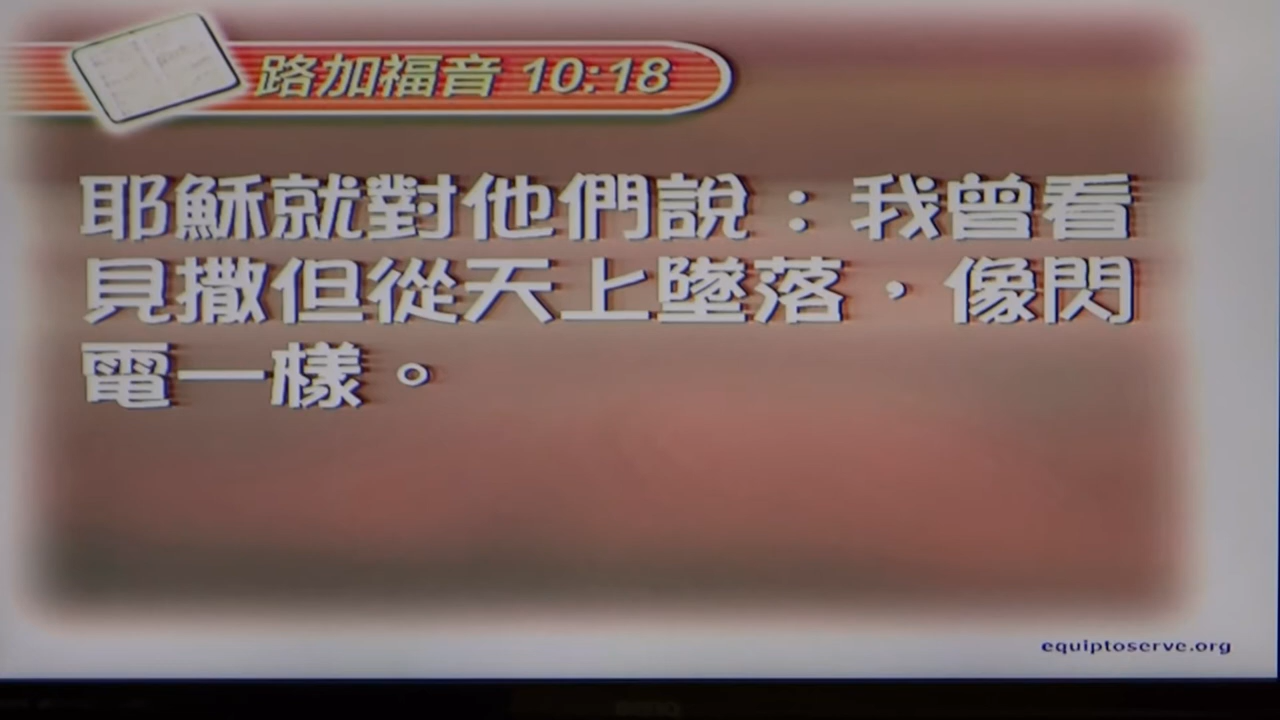 路加福音 10:18
耶穌就對他們說：我曾看
見撒但從天上墜落，像閃
電一樣。
equiptoserve.org